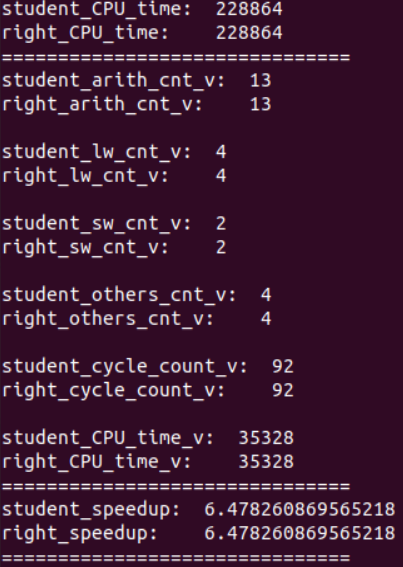 student_CPU_time:  228864
right_CPU_time:    228864
===============================
student_arith_cnt_v:  13
right_arith_cnt_v:    13
student_lw_cnt_v:  4
right_lw_cnt_v:    4
student_sw_cnt_v:  2
right_sw_cnt_v:    2
student_others_cnt_v:  4
right_others_cnt_v:    4
student_cycle_count_v:  92
right_cycle_count_v:    92
student_CPU_time_v:  35328
right_CPU_time_v:    35328
===============================
student_speedup:  6.478260869565218
right_speedup:    6.478260869565218
===============================